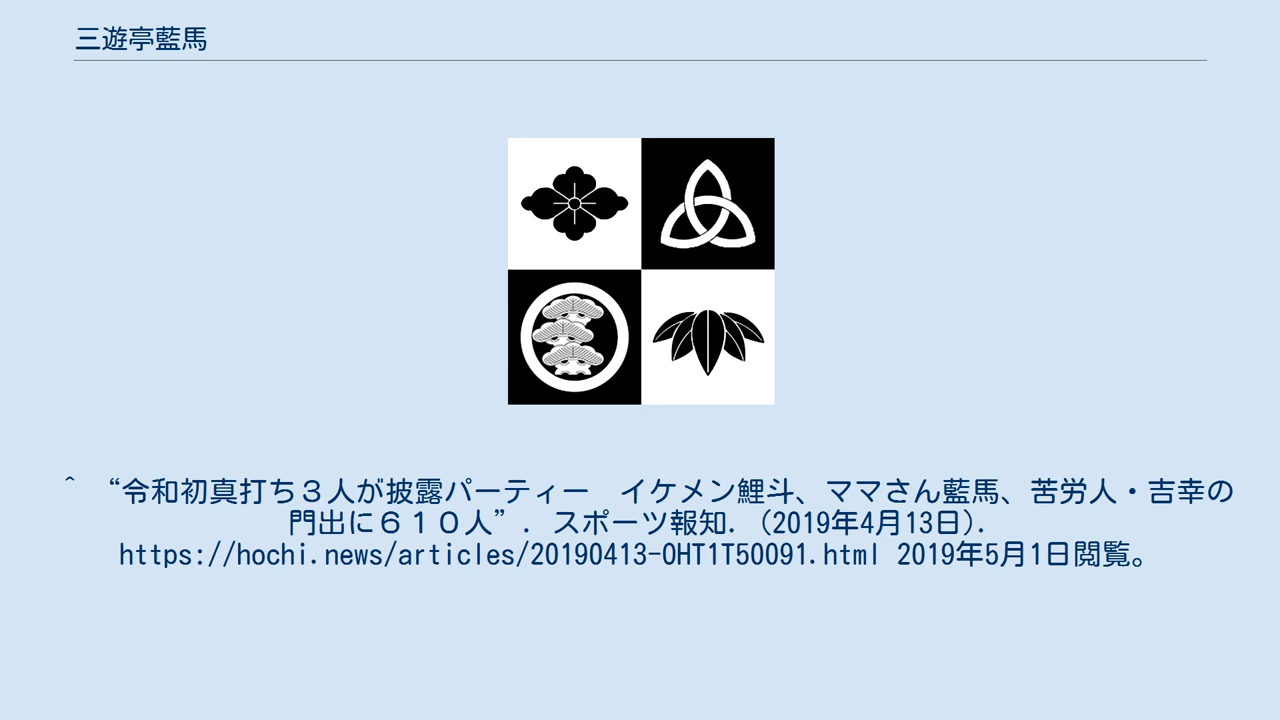 三遊亭藍馬
^ “令和初真打ち３人が披露パーティー　イケメン鯉斗、ママさん藍馬、苦労人・吉幸の
門出に６１０人”. スポーツ報知. (2019年4月13日).
https://hochi.news/articles/20190413-OHT1T50091.html 2019年5月1日閲覧。